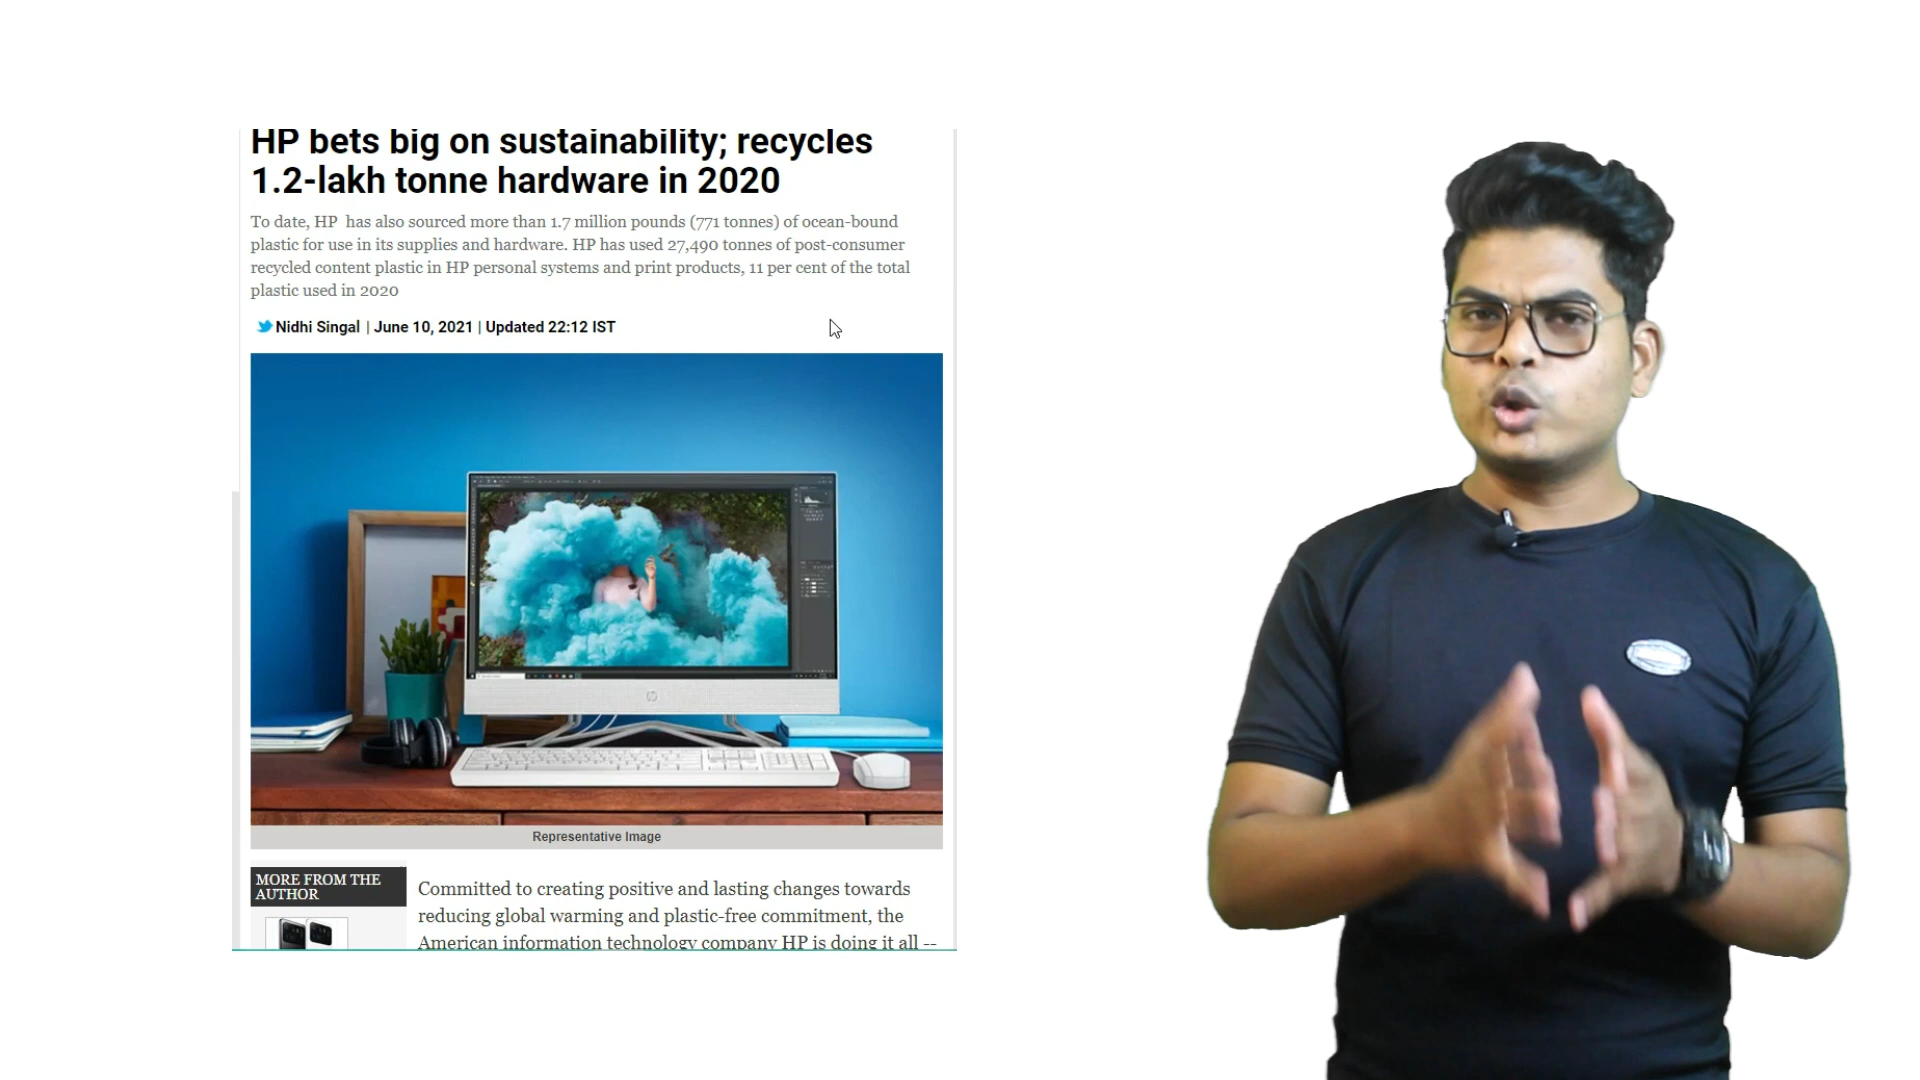 HP bets big on sustainability; recycles
1.2-lakh tonne hardware in 2020
To date, HP has also sourced more than 1.7 million pounds (771 tonnes) of ocean-bound
plastic for use in its supplies and hardware. HP has used 27,490 tonnes of post-consumer
recycled content plastic in HP personal systems and print products, 11 per cent of the total
plastic used in 2020
Nidhi Singal | June 10, 2021 | Updated 22:12 IST
hp
Representative Image
MORE FROM THE
AUTHOR
Committed to creating positive and lasting changes towards
reducing global warming and plastic-free commitment, the
American information technology company HP is doing it all --